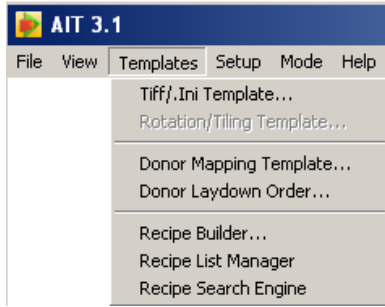 AIT 3.1
File View Templates Setup Mode Help
Tiff/.Ini Template...
Rotation/Tiling Template...
Donor Mapping Template...
Donor Laydown Order...
Recipe Builder...
Recipe List Manager
Recipe Search Engine